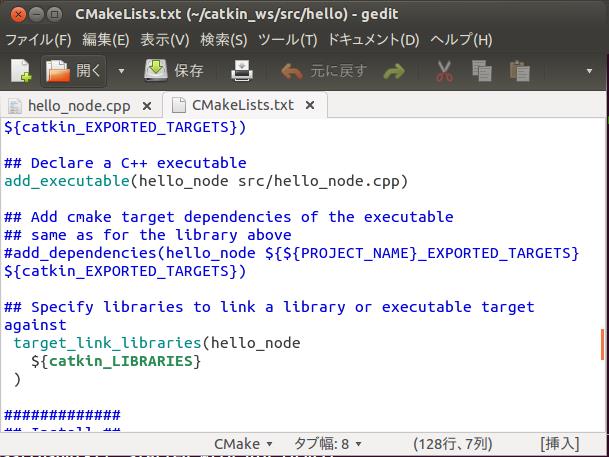 CMakeLists.txt (~/catkin_ws/src/hello) - gedit
ファイル(F) 編集(E) 表示(V) 検索(S) ツール(T) ドキュメント(D) ヘルプ(H)
開く 保存 元に戻す
hello_node.cpp × CMakeLists.txt ×
${catkin_EXPORTED_TARGETS})
## Declare a C++ executable
add_executable(hello_node src/hello_node.cpp)
## Add cmake target dependencies of the executable
## same as for the library above
#add_dependencies(hello_node ${${PROJECT_NAME}_EXPORTED_TARGETS}
${catkin_EXPORTED_TARGETS})
## Specify libraries to link a library or executable target
against
target_link_libraries(hello_node
${catkin_LIBRARIES}
)
#############
## Install ##
CMake タブ幅: 8 (128行、7列) [挿入]